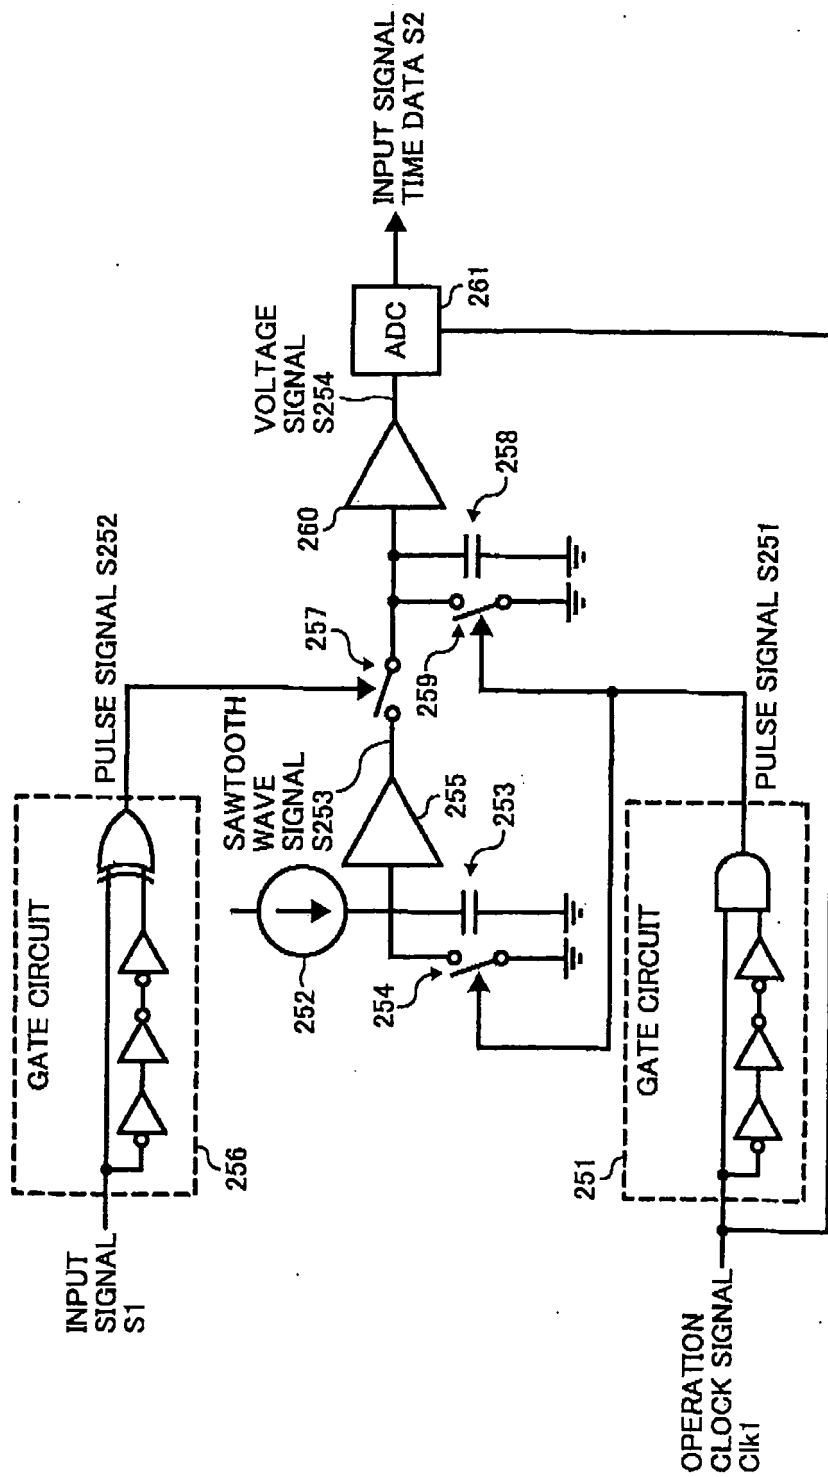 INPUT
SIGNAL
S1
GATE CIRCUIT
256
PULSE SIGNAL S252
SAWTOOTH
WAVE
SIGNAL
S253
252
253
254
255
257
258
259
260
VOLTAGE
SIGNAL
S254
ADC
261
INPUT SIGNAL
TIME DATA S2
OPERATION
CLOCK SIGNAL
Clk1
GATE CIRCUIT
251
PULSE SIGNAL S251